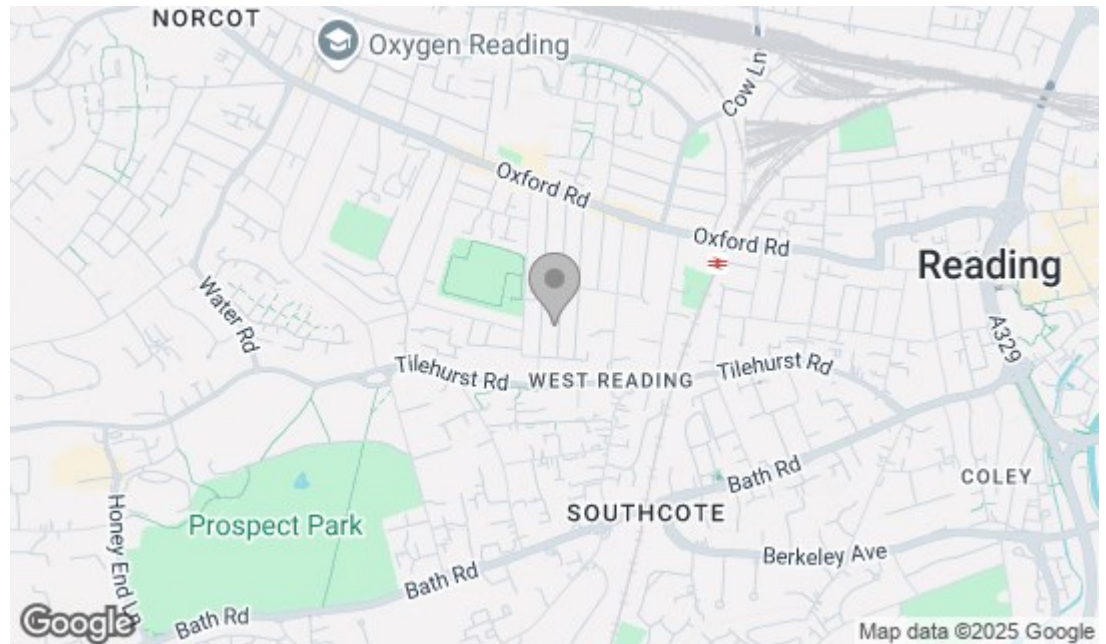 NORCOT
Oxygen Reading
Cow Ln
Oxford Rd
Oxford Rd
Reading
Water Rd
A329
Tilehurst Rd
WEST READING
Tilehurst Rd
Bath Rd
COLEY
Honey End Ln
Prospect Park
SOUTHCOTE
Berkeley Ave
Bath Rd
Bath Rd
Google
Map data ©2025 Google